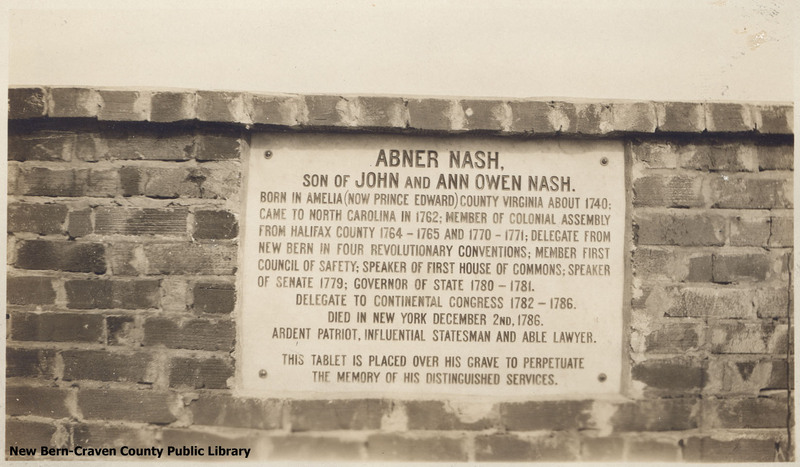 ABNER NASH,
SON OF JOHN AND ANN OWEN NASH.
BORN IN AMELIA (NOW PRINCE EDWARD) COUNTY VIRGINIA ABOUT 1740;
CAME TO NORTH CAROLINA IN 1762; MEMBER OF COLONIAL ASSEMBLY
FROM HALIFAX COUNTY 1764 – 1765 AND 1770 – 1771; DELEGATE FROM
NEW BERN IN FOUR REVOLUTIONARY CONVENTIONS; MEMBER FIRST
COUNCIL OF SAFETY; SPEAKER OF FIRST HOUSE OF COMMONS; SPEAKER
OF SENATE 1779; GOVERNOR OF STATE 1780 – 1781.
DELEGATE TO CONTINENTAL CONGRESS 1782 – 1786.
DIED IN NEW YORK DECEMBER 2ND, 1786.
ARDENT PATRIOT, INFLUENTIAL STATESMAN AND ABLE LAWYER.
THIS TABLET IS PLACED OVER HIS GRAVE TO PERPETUATE
THE MEMORY OF HIS DISTINGUISHED SERVICES.
New Bern-Craven County Public Library